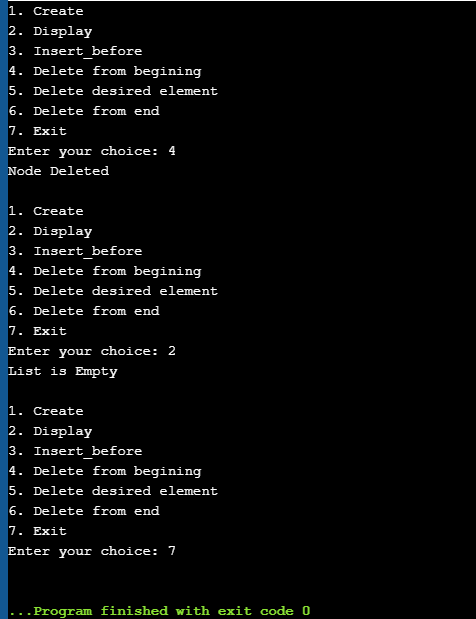 1. Create
2. Display
3. Insert_before
4. Delete from begining
5. Delete desired element
6. Delete from end
7. Exit
Enter your choice: 4
Node Deleted
1. Create
2. Display
3. Insert_before
4. Delete from begining
5. Delete desired element
6. Delete from end
7. Exit
Enter your choice: 2
List is Empty
1. Create
2. Display
3. Insert_before
4. Delete from begining
5. Delete desired element
6. Delete from end
7. Exit
Enter your choice: 7
...Program finished with exit code 0